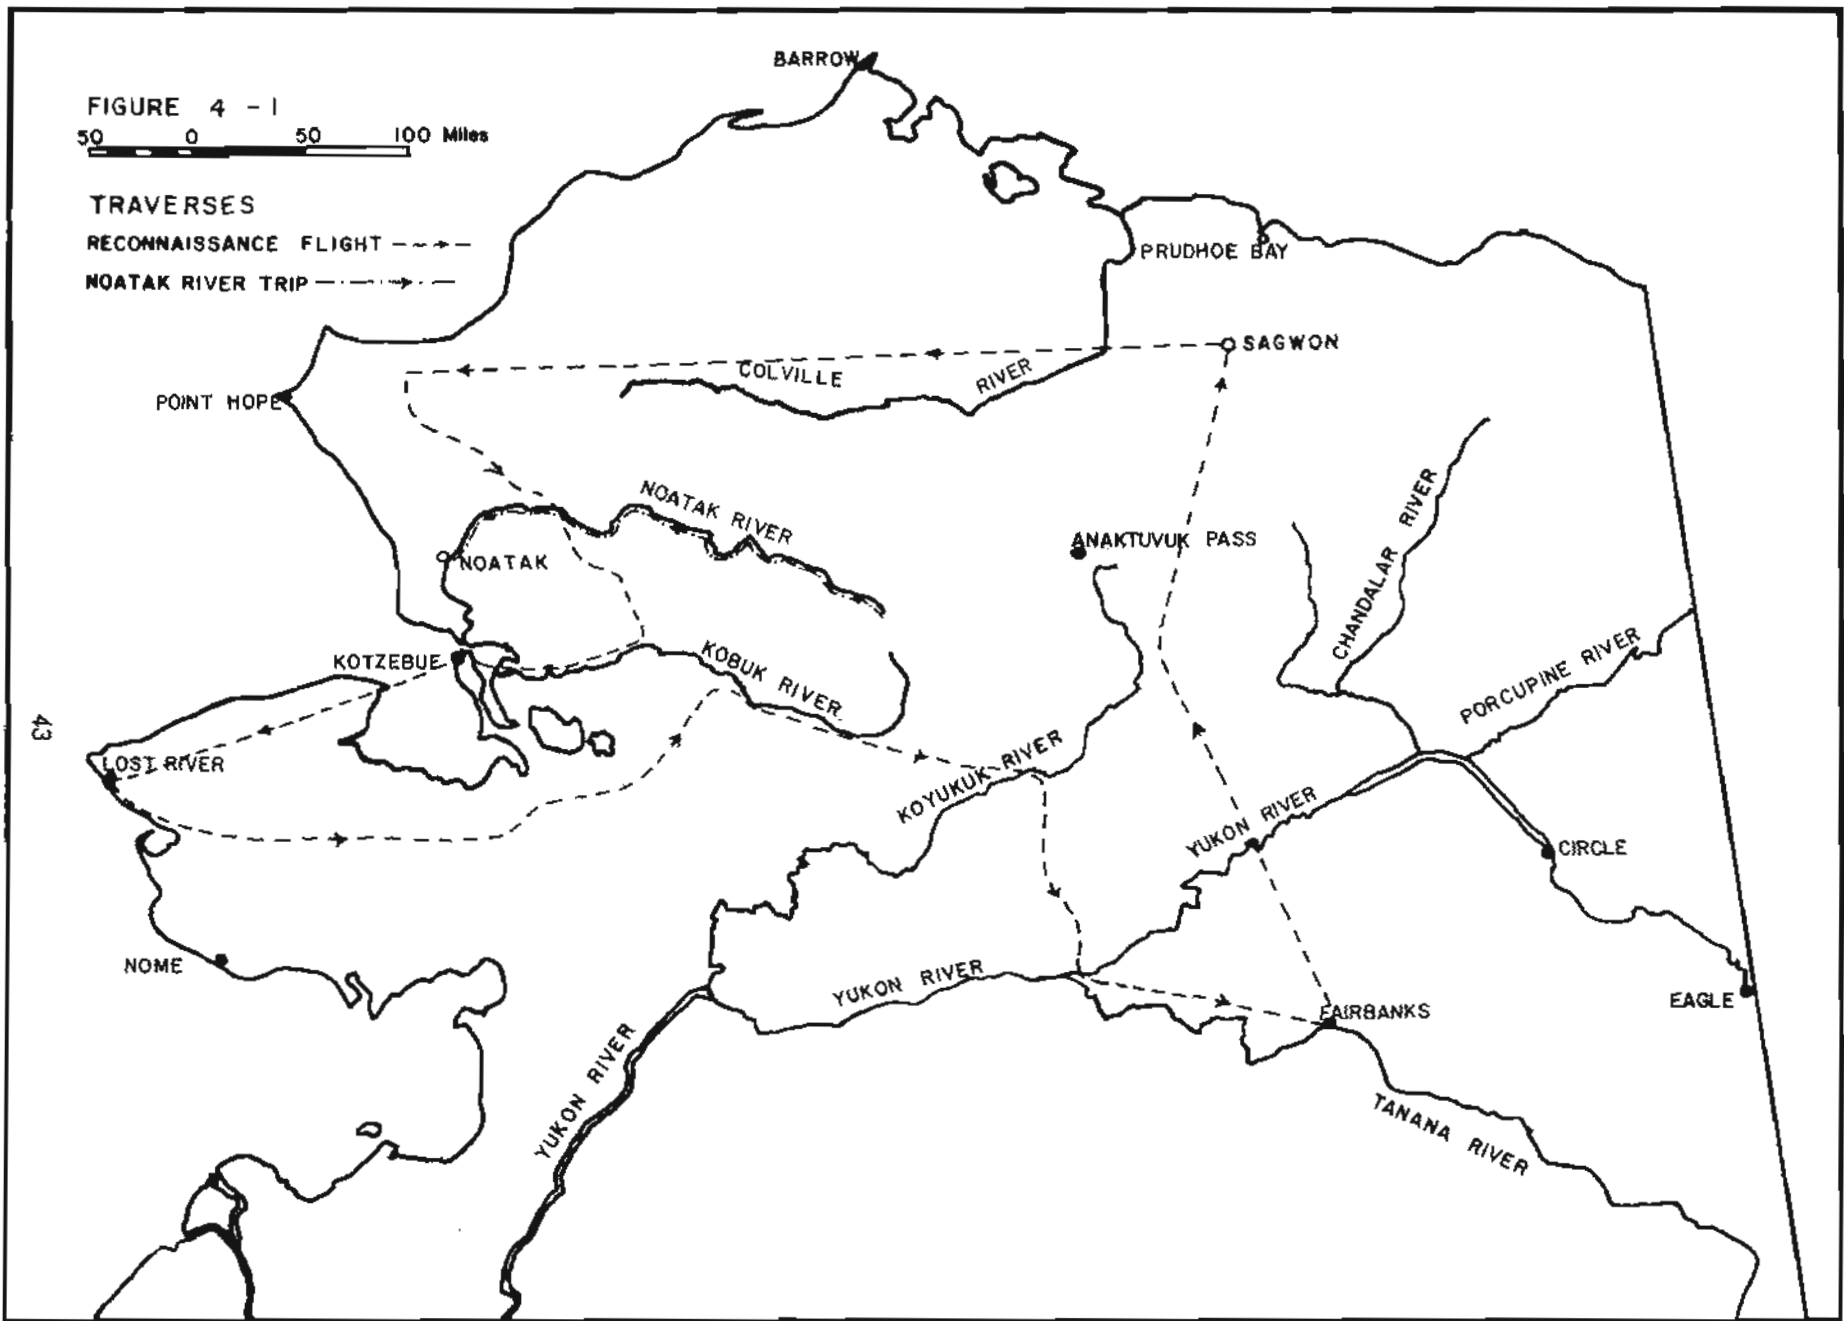 BARROW
FIGURE 4 - 1
50 0 50 100 Miles
TRAVERSES
RECONNAISSANCE FLIGHT
NOATAK RIVER TRIP
PRUDHOE BAY
SAGWON
COLVILLE RIVER
POINT HOPE
NOATAK RIVER
NOATAK
ANAKTUVUK PASS
CHANDALAR RIVER
PORCUPINE RIVER
KOTZEBUE
KOBUK RIVER
43
LOST RIVER
KOYUKUK RIVER
YUKON RIVER
CIRCLE
NOME
YUKON RIVER
EAGLE
FAIRBANKS
YUKON RIVER
TANANA RIVER